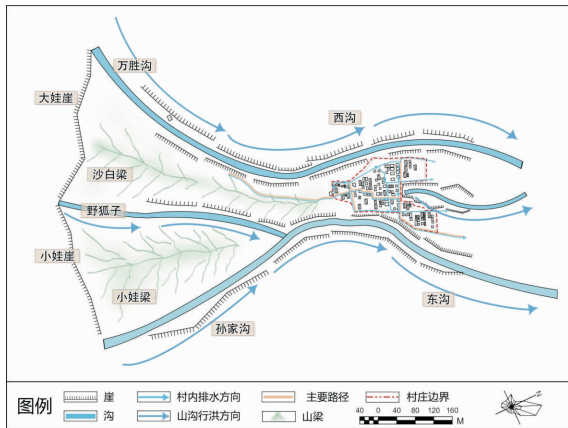 万胜沟
大娃崖
西沟
沙白梁
野狐子
小娃崖
小娃梁
孙家沟
东沟
图例
崖
村内排水方向
主要路径
村庄边界
沟
山沟行洪方向
山梁
40 0 40 80 120 160
M
N